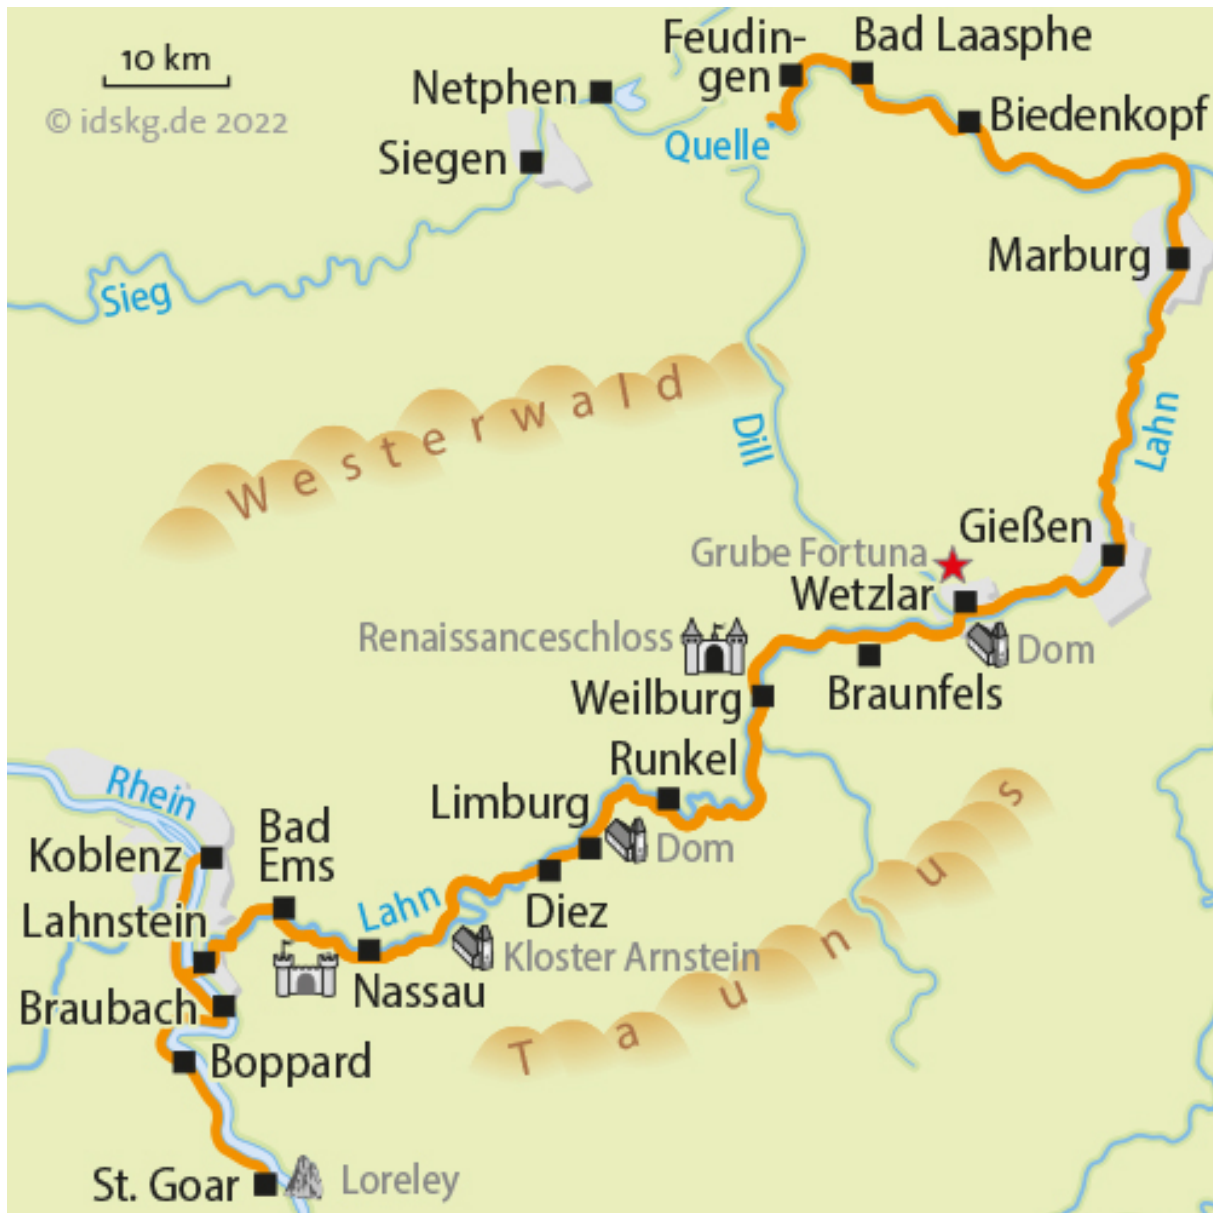 10 km
© idskg.de 2022
Feudin-
gen
Bad Laasphe
Netphen
Biedenkopf
Siegen
Quelle
Marburg
Sieg
Westerwald
Dill
Lahn
Gießen
Grube Fortuna
Wetzlar
Renaissanceschloss
Dom
Braunfels
Weilburg
Runkel
Rhein
Limburg
Taunus
Bad
Ems
Dom
Koblenz
Lahn
Diez
Lahnstein
Kloster Arnstein
Nassau
Braubach
Boppard
St. Goar
Loreley